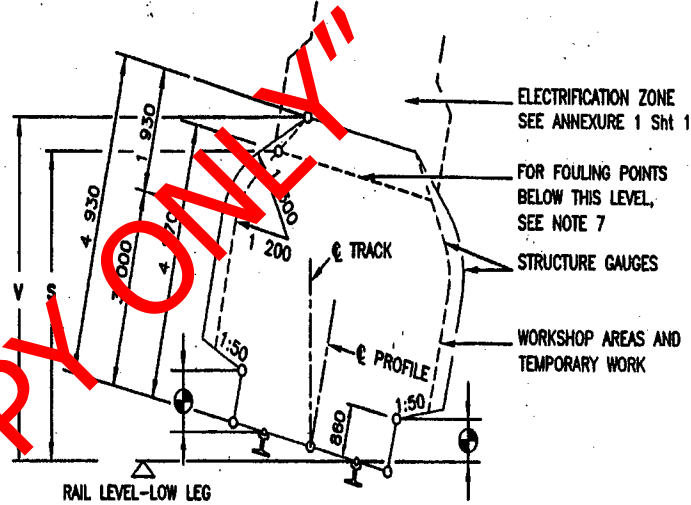 ELECTRIFICATION ZONE
SEE ANNEXURE 1 Sht 1
FOR FOULING POINTS
BELOW THIS LEVEL,
SEE NOTE 7
STRUCTURE GAUGES
WORKSHOP AREAS AND
TEMPORARY WORK
1 930
4 930
V
S
1 200
℄ TRACK
℄ PROFILE
1:50
1:50
860
RAIL LEVEL-LOW LEG
PY ONLY"